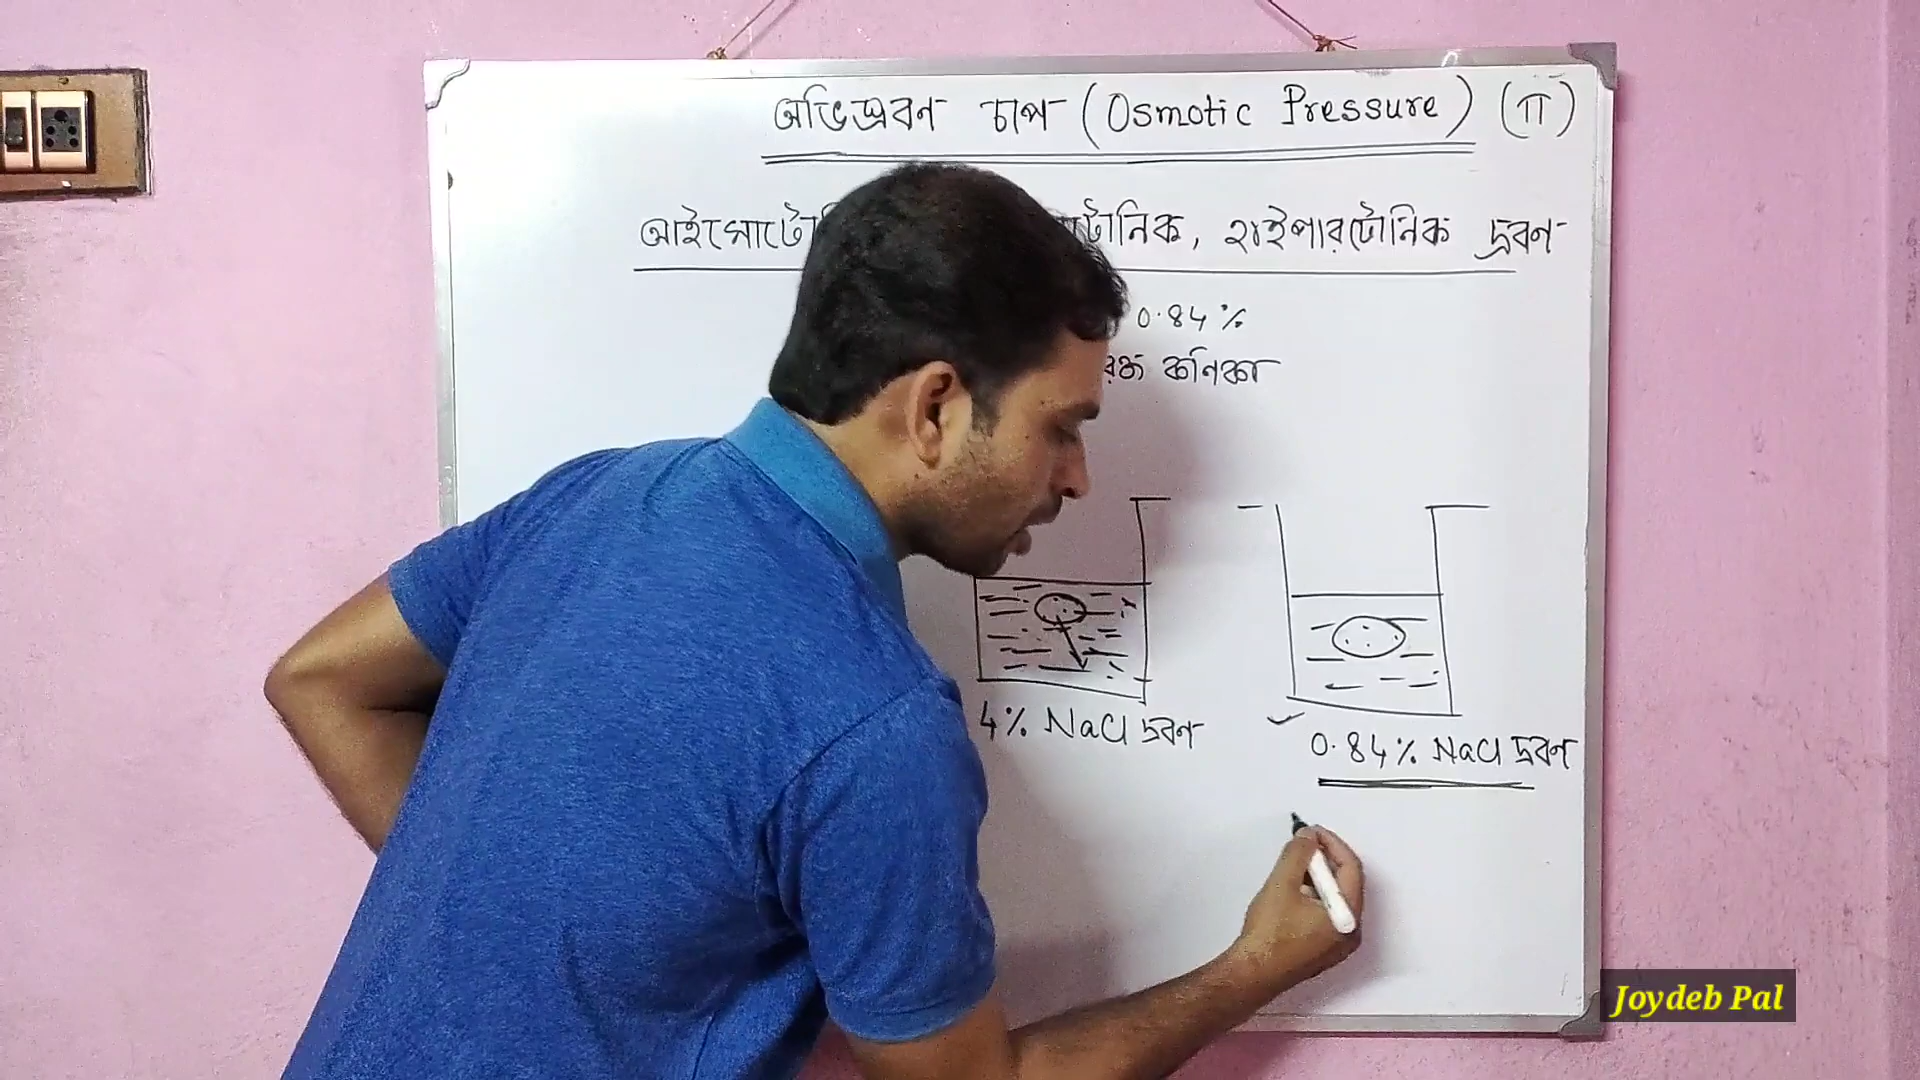 অভিস্রবণ চাপ (Osmotic Pressure) (π)
টোনিক, হাইপারটোনিক দ্রবণ
0.84%
কনিকা
4% NaCl দ্রবণ
0.84% NaCl দ্রবণ
Joydeb Pal